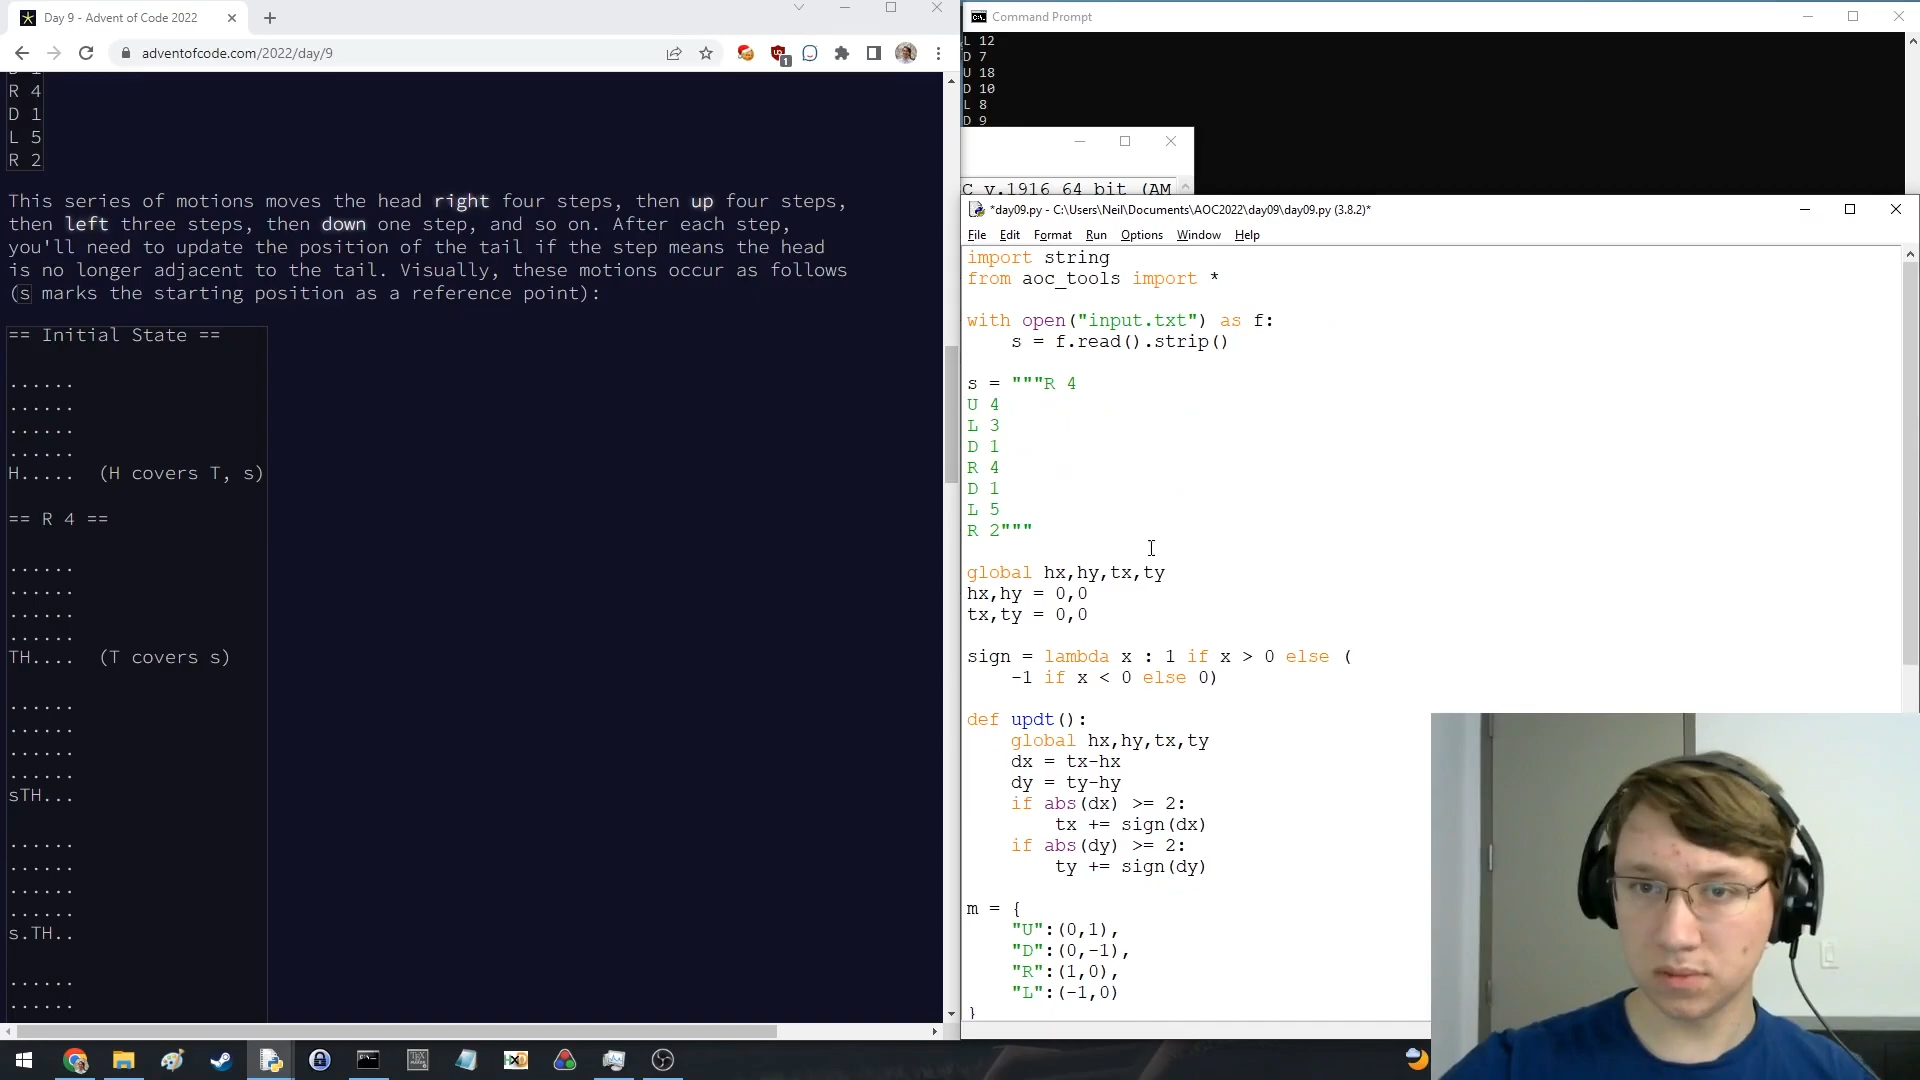 Day 9 - Advent of Code 2022
adventofcode.com/2022/day/9
1
R 4
D 1
L 5
R 2
This series of motions moves the head right four steps, then up four steps,
then left three steps, then down one step, and so on. After each step,
you'll need to update the position of the tail if the step means the head
is no longer adjacent to the tail. Visually, these motions occur as follows
(s marks the starting position as a reference point):
== Initial State ==
......
......
......
......
H..... (H covers T, s)
== R 4 ==
......
......
......
......
TH.... (T covers s)
......
......
......
......
sTH...
......
......
......
......
s.TH..
......
......
Command Prompt
L 12
D 7
U 18
D 10
L 8
D 9
C v.1916 64 bit (AM
*day09.py - C:\Users\Neil\Documents\AOC2022\day09\day09.py (3.8.2)*
File Edit Format Run Options Window Help
import string
from aoc_tools import *
with open("input.txt") as f:
    s = f.read().strip()
s = """R 4
U 4
L 3
D 1
R 4
D 1
L 5
R 2"""
global hx,hy,tx,ty
hx,hy = 0,0
tx,ty = 0,0
sign = lambda x : 1 if x > 0 else (
    -1 if x < 0 else 0)
def updt():
    global hx,hy,tx,ty
    dx = tx-hx
    dy = ty-hy
    if abs(dx) >= 2:
        tx += sign(dx)
    if abs(dy) >= 2:
        ty += sign(dy)
m = {
    "U":(0,1),
    "D":(0,-1),
    "R":(1,0),
    "L":(-1,0)
}